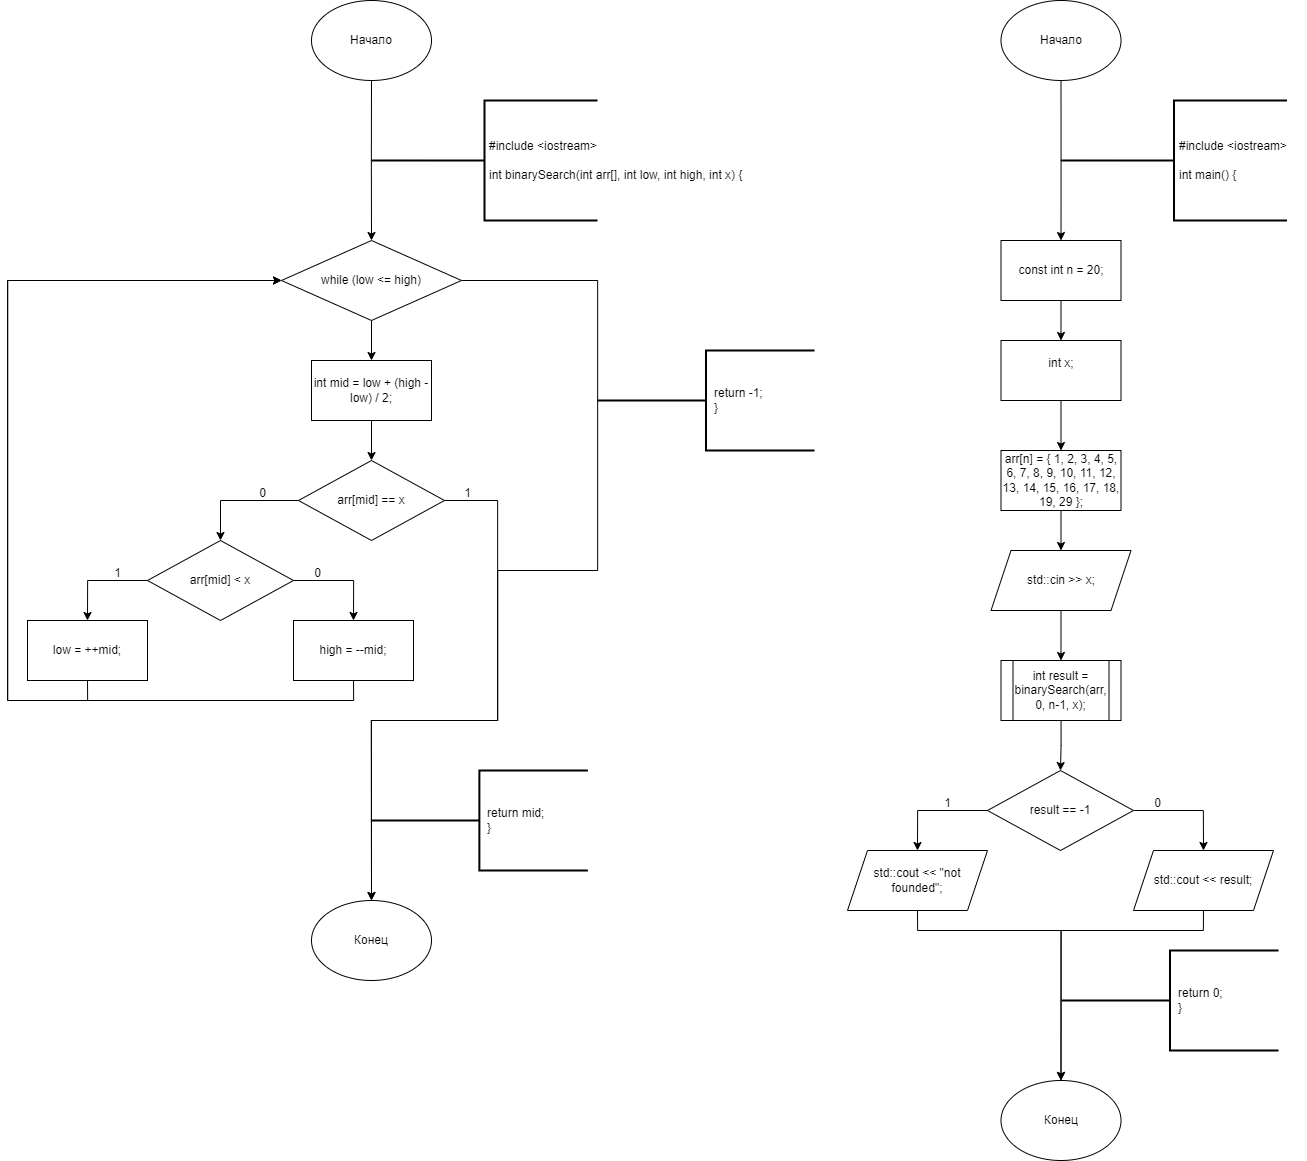 Начало
#include <iostream>
int binarySearch(int arr[], int low, int high, int x) {
while (low <= high)
int mid = low + (high -
low) / 2;
return -1;
}
arr[mid] == x
0
1
arr[mid] < x
1
0
low = ++mid;
high = --mid;
return mid;
}
Конец
Начало
#include <iostream>
int main() {
const int n = 20;
int x;
arr[n] = { 1, 2, 3, 4, 5,
6, 7, 8, 9, 10, 11, 12,
13, 14, 15, 16, 17, 18,
19, 29 };
std::cin >> x;
int result =
binarySearch(arr,
0, n-1, x);
result == -1
1
0
std::cout << "not
founded";
std::cout << result;
return 0;
}
Конец